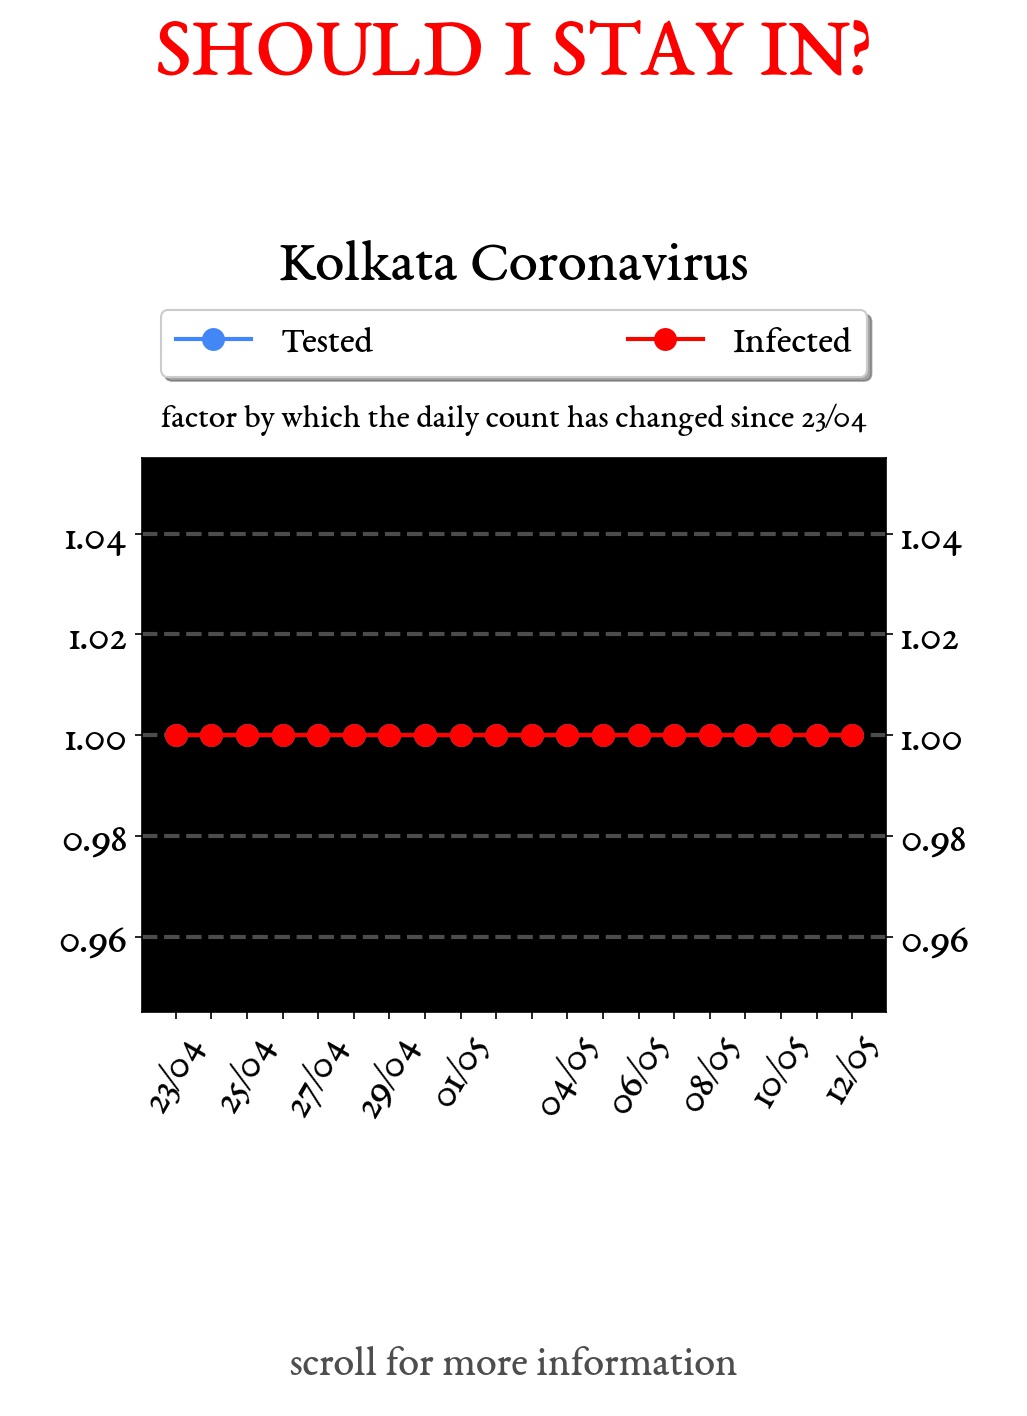 SHOULD I STAY IN?
Kolkata Coronavirus
Tested Infected
factor by which the daily count has changed since 23/04
1.04 1.04
1.02 1.02
1.00 1.00
0.98 0.98
0.96 0.96
23/04 25/04 27/04 29/04 01/05 04/05 06/05 08/05 10/05 12/05
scroll for more information